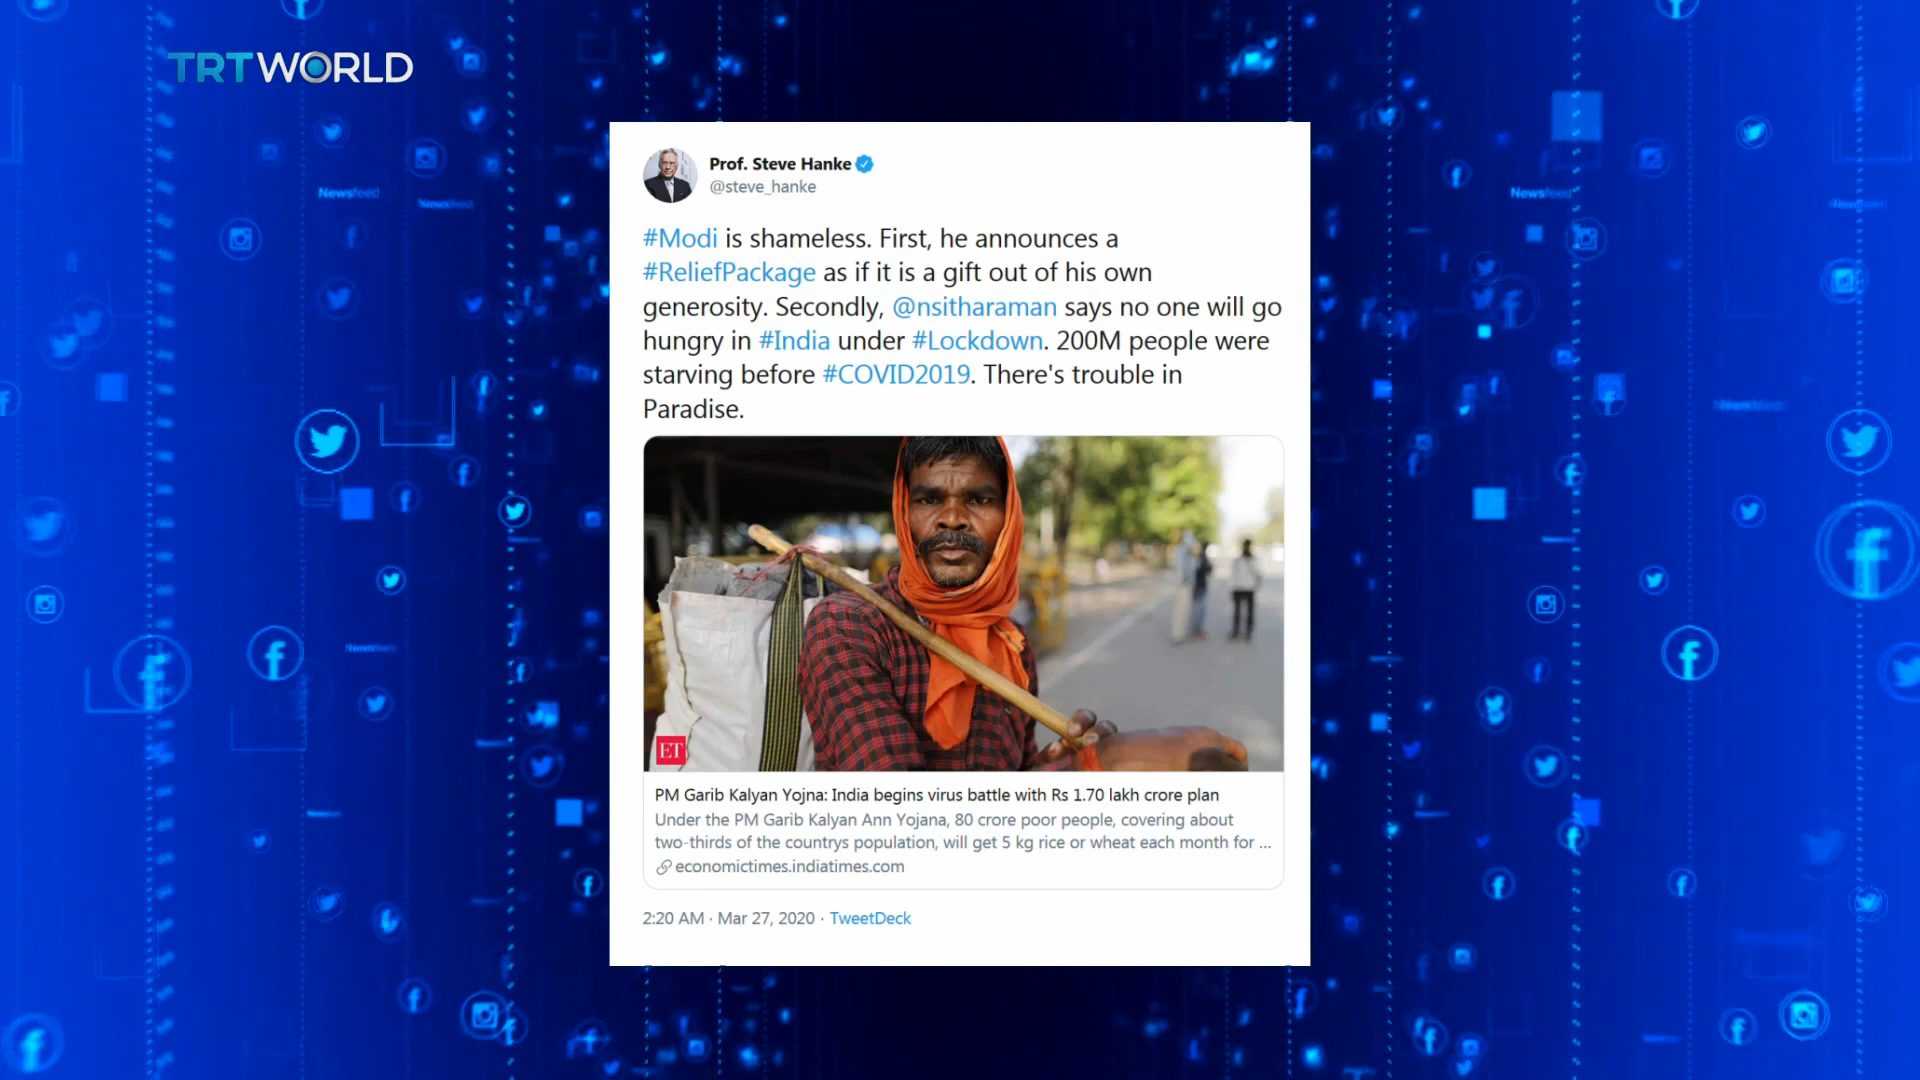 TRT WORLD
Newsfeed
Newsfeed
Newsfeed
Prof. Steve Hanke
@steve_hanke
#Modi is shameless. First, he announces a
#ReliefPackage as if it is a gift out of his own
generosity. Secondly, @nsitharaman says no one will go
hungry in #India under #Lockdown. 200M people were
starving before #COVID2019. There's trouble in
Paradise.
ET
PM Garib Kalyan Yojna: India begins virus battle with Rs 1.70 lakh crore plan
Under the PM Garib Kalyan Ann Yojana, 80 crore poor people, covering about
two-thirds of the countrys population, will get 5 kg rice or wheat each month for ...
economictimes.indiatimes.com
2:20 AM · Mar 27, 2020 · TweetDeck